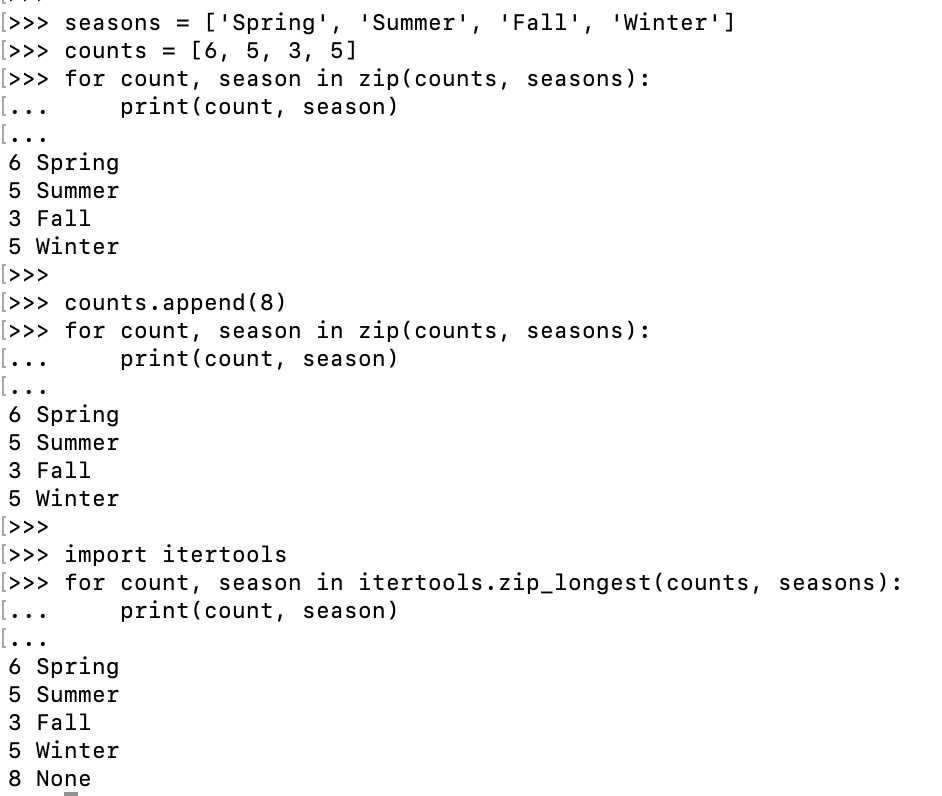 [>>> seasons = ['Spring', 'Summer', 'Fall', 'Winter']
[>>> counts = [6, 5, 3, 5]
[>>> for count, season in zip(counts, seasons):
[...     print(count, season)
[...
6 Spring
5 Summer
3 Fall
5 Winter
[>>>
[>>> counts.append(8)
[>>> for count, season in zip(counts, seasons):
[...     print(count, season)
[...
6 Spring
5 Summer
3 Fall
5 Winter
[>>>
[>>> import itertools
[>>> for count, season in itertools.zip_longest(counts, seasons):
[...     print(count, season)
[...
6 Spring
5 Summer
3 Fall
5 Winter
8 None